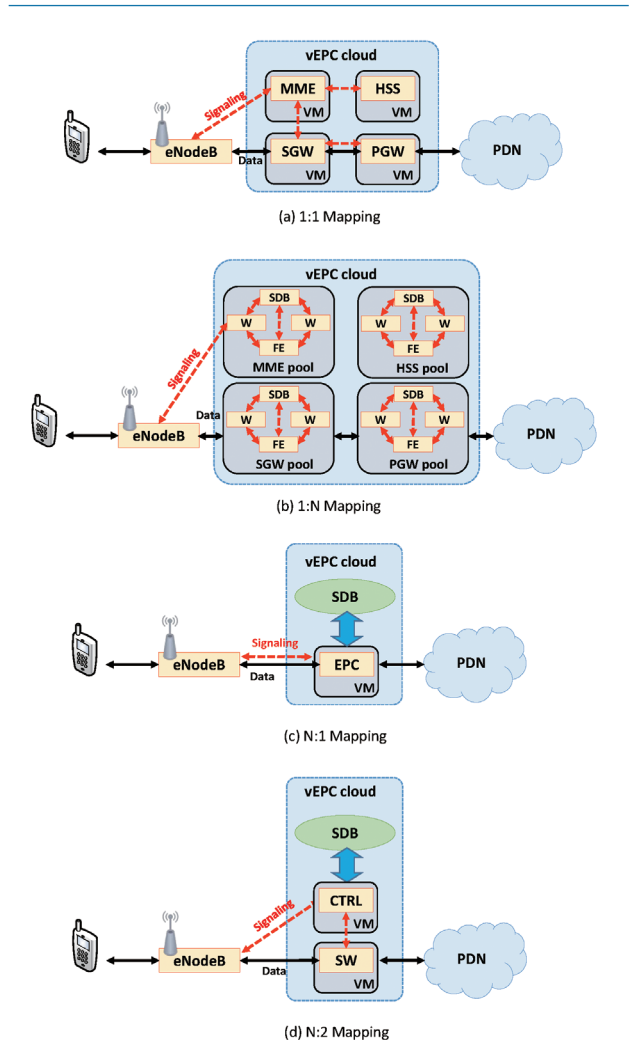 vEPC cloud
MME
VM
HSS
VM
Signaling
eNodeB
Data
SGW
VM
PGW
VM
PDN
(a) 1:1 Mapping
vEPC cloud
SDB
W
W
FE
MME pool
SDB
W
W
FE
HSS pool
Signaling
eNodeB
Data
SDB
W
W
FE
SGW pool
SDB
W
W
FE
PGW pool
PDN
(b) 1:N Mapping
vEPC cloud
SDB
Signaling
eNodeB
Data
EPC
VM
PDN
(c) N:1 Mapping
vEPC cloud
SDB
CTRL
VM
Signaling
eNodeB
Data
SW
VM
PDN
(d) N:2 Mapping